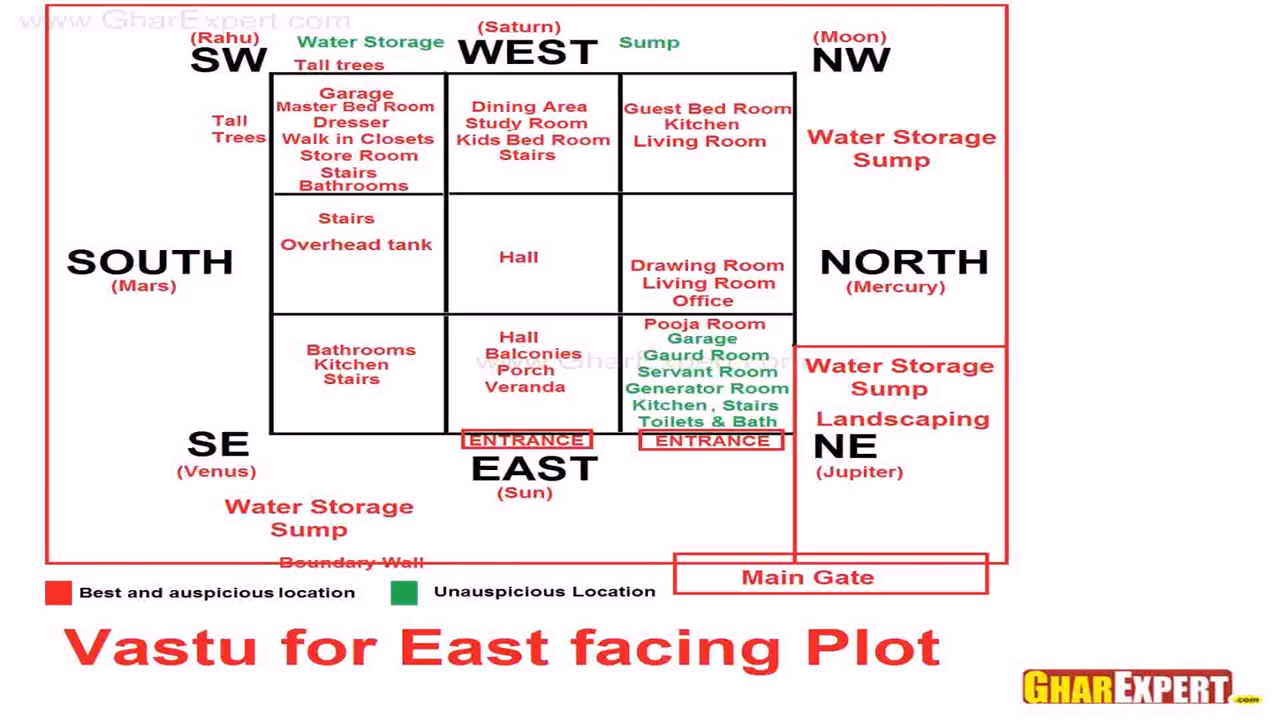 www.GharExpert.com
(Rahu)
SW
Water Storage
Tall trees
(Saturn)
WEST
Sump
(Moon)
NW
Tall
Trees
Garage
Master Bed Room
Dresser
Walk in Closets
Store Room
Stairs
Bathrooms
Dining Area
Study Room
Kids Bed Room
Stairs
Guest Bed Room
Kitchen
Living Room
Water Storage
Sump
SOUTH
(Mars)
Stairs
Overhead tank
Hall
Drawing Room
Living Room
Office
NORTH
(Mercury)
Bathrooms
Kitchen
Stairs
Hall
Balconies
Porch
Veranda
www.GharExpert.com
Pooja Room
Garage
Gaurd Room
Servant Room
Generator Room
Kitchen , Stairs
Toilets & Bath
Water Storage
Sump
Landscaping
NE
(Jupiter)
SE
(Venus)
ENTRANCE
ENTRANCE
EAST
(Sun)
Water Storage
Sump
Boundary Wall
Main Gate
Best and auspicious location
Unauspicious Location
Vastu for East facing Plot
GHAREXPERT.com